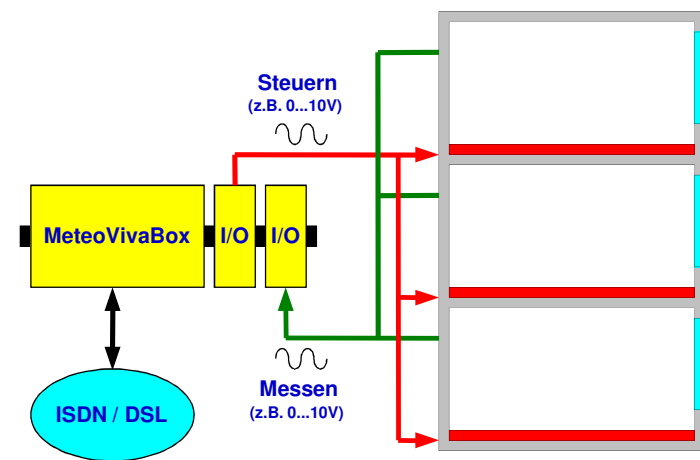 Steuern
(z.B. 0...10V)
MeteoVivaBox
I/O
I/O
Messen
(z.B. 0...10V)
ISDN / DSL